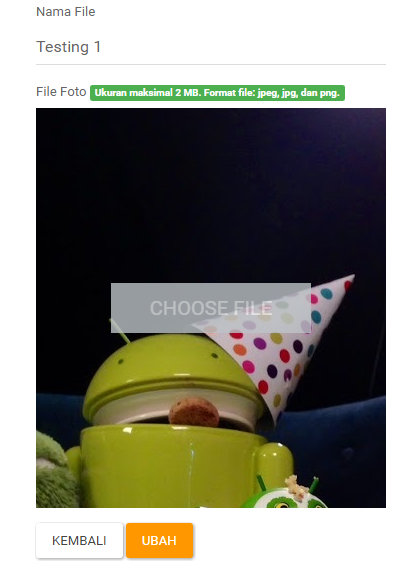 Nama File
Testing 1
File Foto Ukuran maksimal 2 MB. Format file: jpeg, jpg, dan png.
CHOOSE FILE
KEMBALI UBAH